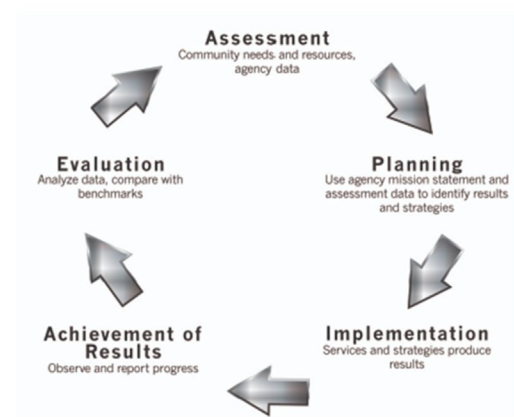 Assessment
Community needs and resources,
agency data
Planning
Use agency mission statement and
assessment data to identify results
and strategies
Implementation
Services and strategies produce
results
Achievement of
Results
Observe and report progress
Evaluation
Analyze data, compare with
benchmarks